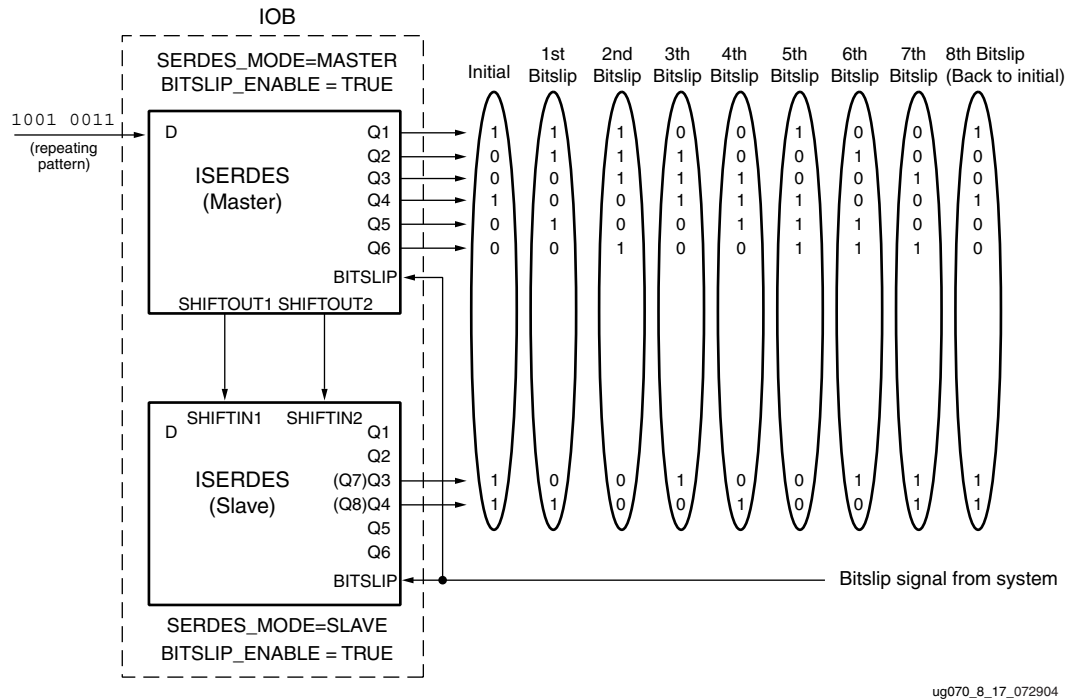 IOB
SERDES_MODE=MASTER
BITSLIP_ENABLE = TRUE
1001 0011
(repeating
pattern)
D
ISERDES
(Master)
Q1
Q2
Q3
Q4
Q5
Q6
BITSLIP
SHIFTOUT1 SHIFTOUT2
SHIFTIN1 SHIFTIN2
D
ISERDES
(Slave)
Q1
Q2
(Q7)Q3
(Q8)Q4
Q5
Q6
BITSLIP
SERDES_MODE=SLAVE
BITSLIP_ENABLE = TRUE
1st 2nd 3th 4th 5th 6th 7th 8th Bitslip
Initial Bitslip Bitslip Bitslip Bitslip Bitslip Bitslip Bitslip (Back to initial)
1 1 1 0 0 1 0 0 1
0 1 1 1 0 0 1 0 0
0 0 1 1 1 0 0 1 0
1 0 0 1 1 1 0 0 1
0 1 0 0 1 1 1 0 0
0 0 1 0 0 1 1 1 0
1 0 0 1 0 0 1 1 1
1 1 0 0 1 0 0 1 1
Bitslip signal from system
ug070_8_17_072904